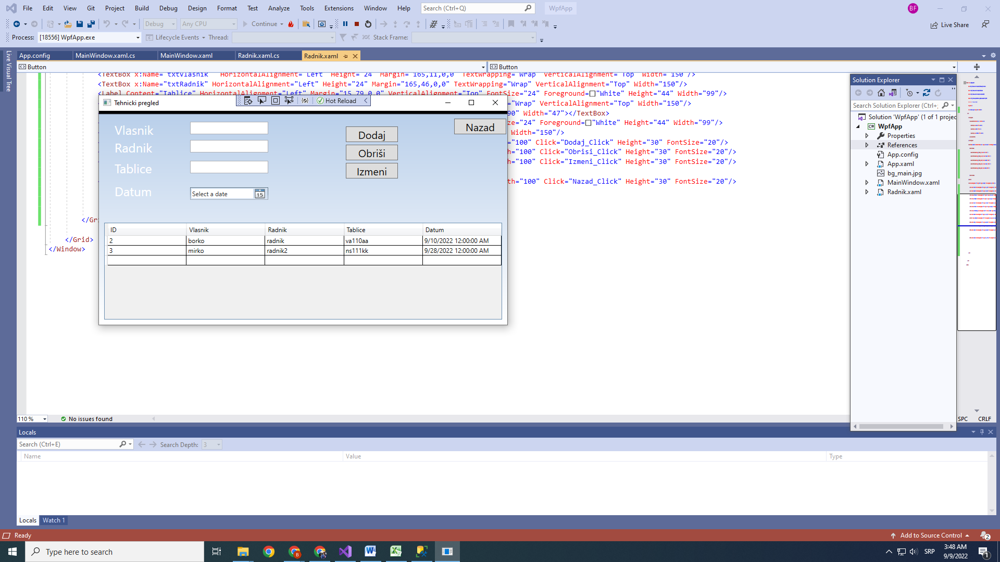 File Edit View Git Project Build Debug Design Format Test Analyze Tools Extensions Window Help Search (Ctrl+Q) WpfApp BF
Debug Any CPU Continue Live Share
Process: [18556] WpfApp.exe Lifecycle Events Thread: Stack Frame:
Live Visual Tree
App.config MainWindow.xaml.cs MainWindow.xaml Radnik.xaml.cs Radnik.xaml
Button Button
<TextBox x:Name="txtVlasnik" HorizontalAlignment="Left" Height="24" Margin="165,11,0,0" TextWrapping="Wrap" VerticalAlignment="Top" Width="150"/>
<TextBox x:Name="txtRadnik" HorizontalAlignment="Left" Height="24" Margin="165,46,0,0" TextWrapping="Wrap" VerticalAlignment="Top" Width="150"/>
<Label Content="Tablice" HorizontalAlignment="Left" Margin="15,79,0,0" VerticalAlignment="Top" FontSize="24" Foreground="White" Height="44" Width="99"/>
="Wrap" VerticalAlignment="Top" Width="150"/>
90" Width="47"></TextBox>
ze="24" Foreground="White" Height="44" Width="99"/>
Width="150"/>
="100" Click="Dodaj_Click" Height="30" FontSize="20"/>
="100" Click="Obrisi_Click" Height="30" FontSize="20"/>
="100" Click="Izmeni_Click" Height="30" FontSize="20"/>
th="100" Click="Nazad_Click" Height="30" FontSize="20"/>
</Gri
</Grid>
</Window>
Tehnicki pregled Hot Reload
Vlasnik
Radnik
Tablice
Datum
Select a date 15
Dodaj
Obriši
Izmeni
Nazad
ID Vlasnik Radnik Tablice Datum
2 borko radnik va110aa 9/10/2022 12:00:00 AM
3 mirko radnik2 ns111kk 9/28/2022 12:00:00 AM
Solution Explorer
Search Solution Explorer (Ctrl+;
Solution 'WpfApp' (1 of 1 projec
C# WpfApp
Properties
References
App.config
App.xaml
bg_main.jpg
MainWindow.xaml
Radnik.xaml
110 % No issues found SPC CRLF
Locals
Search (Ctrl+E) Search Depth: 3
Name Value Type
Locals Watch 1
Ready Add to Source Control 2
Type here to search SRP 3:48 AM
9/9/2022 1